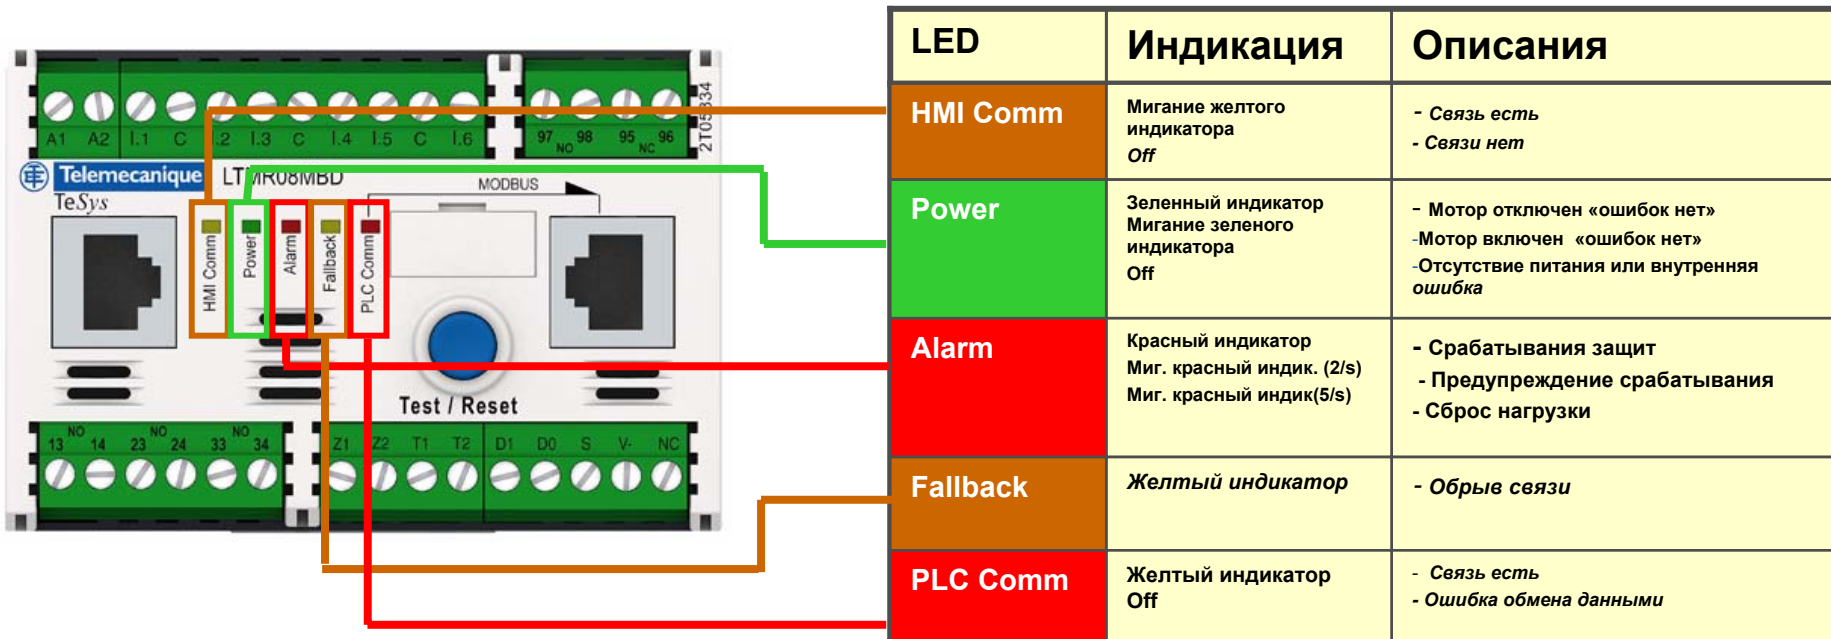 A1 A2 I.1 C I.2 I.3 C I.4 I.5 C I.6
97 NO 98 95 NC 96
2T05334
Telemecanique
LTMR08MBD
TeSys
MODBUS
HMI Comm
Power
Alarm
Fallback
PLC Comm
Test / Reset
13 NO 14 23 NO 24 33 NO 34
Z1 Z2 T1 T2 D1 D0 S V- NC
LED Индикация Описания
HMI Comm
Мигание желтого
индикатора
Off
- Связь есть
- Связи нет
Power
Зеленный индикатор
Мигание зеленого
индикатора
Off
- Мотор отключен «ошибок нет»
-Мотор включен «ошибок нет»
-Отсутствие питания или внутренняя
ошибка
Alarm
Красный индикатор
Миг. красный индик. (2/s)
Миг. красный индик(5/s)
- Срабатывания защит
- Предупреждение срабатывания
- Сброс нагрузки
Fallback
Желтый индикатор
- Обрыв связи
PLC Comm
Желтый индикатор
Off
- Связь есть
- Ошибка обмена данными